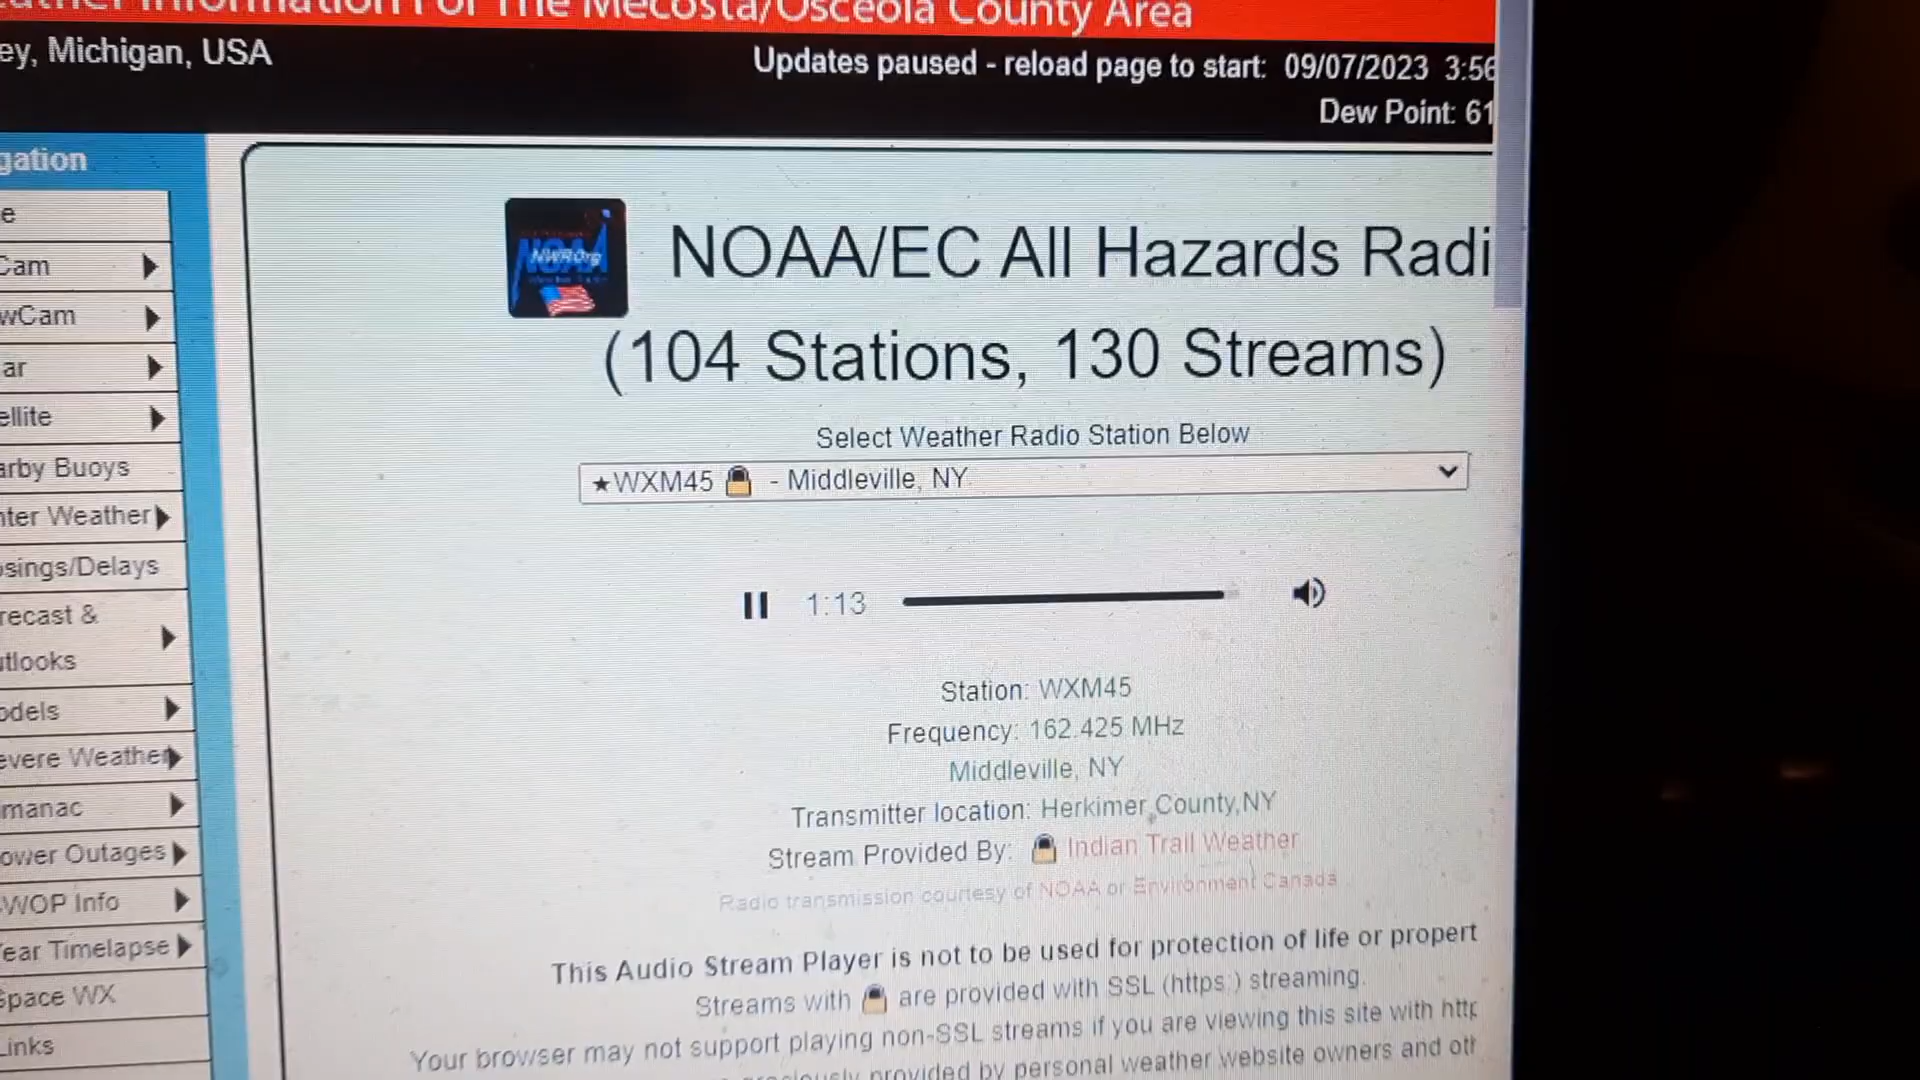 Information For The Mecosta/Osceola County Area
ey, Michigan, USA
Updates paused - reload page to start: 09/07/2023 3:56
Dew Point: 61
gation
e
Cam
wCam
ar
ellite
arby Buoys
nter Weather
osings/Delays
recast &
utlooks
odels
evere Weather
manac
ower Outages
WOP Info
Year Timelapse
Space WX
Links
NWROrg
NOAA/EC All Hazards Radi
(104 Stations, 130 Streams)
Select Weather Radio Station Below
★WXM45 🔒 - Middleville, NY
1:13
Station: WXM45
Frequency: 162.425 MHz
Middleville, NY
Transmitter location: Herkimer County,NY
Stream Provided By: 🔒 Indian Trail Weather
Radio transmission courtesy of NOAA or Environment Canada
This Audio Stream Player is not to be used for protection of life or propert
Streams with 🔒 are provided with SSL (https:) streaming.
Your browser may not support playing non-SSL streams if you are viewing this site with http
provided by personal weather website owners and oth